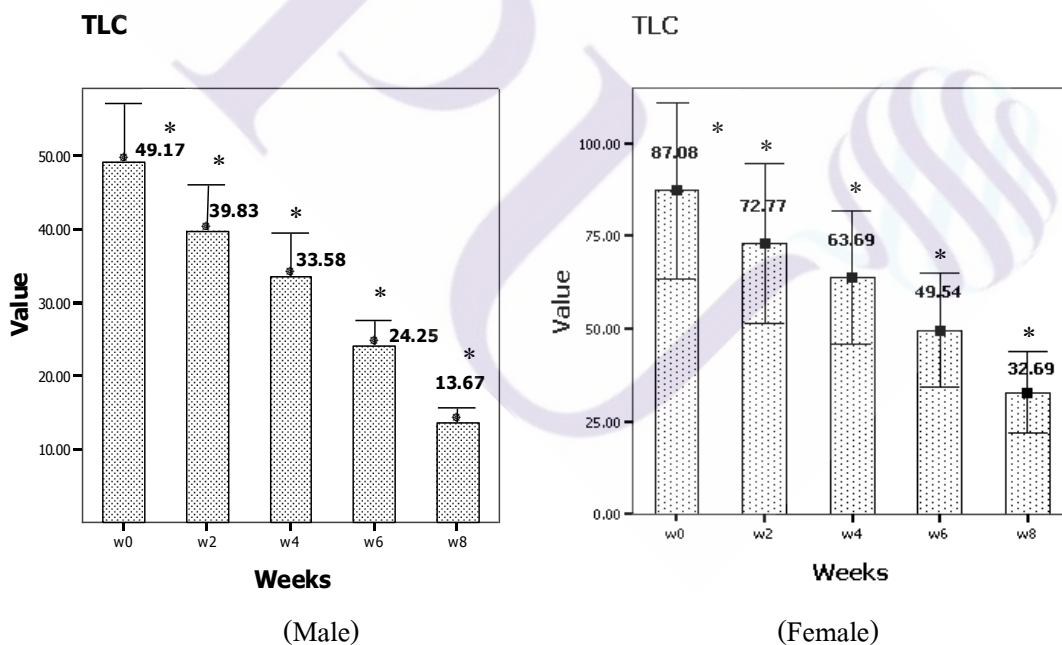 TLC
50.00
40.00
30.00
20.00
10.00
Value
49.17 *
39.83 *
33.58 *
24.25 *
13.67 *
w0 w2 w4 w6 w8
Weeks
(Male)
TLC
100.00
75.00
50.00
25.00
0.00
Value
87.08 *
72.77 *
63.69 *
49.54 *
32.69 *
w0 w2 w4 w6 w8
Weeks
(Female)